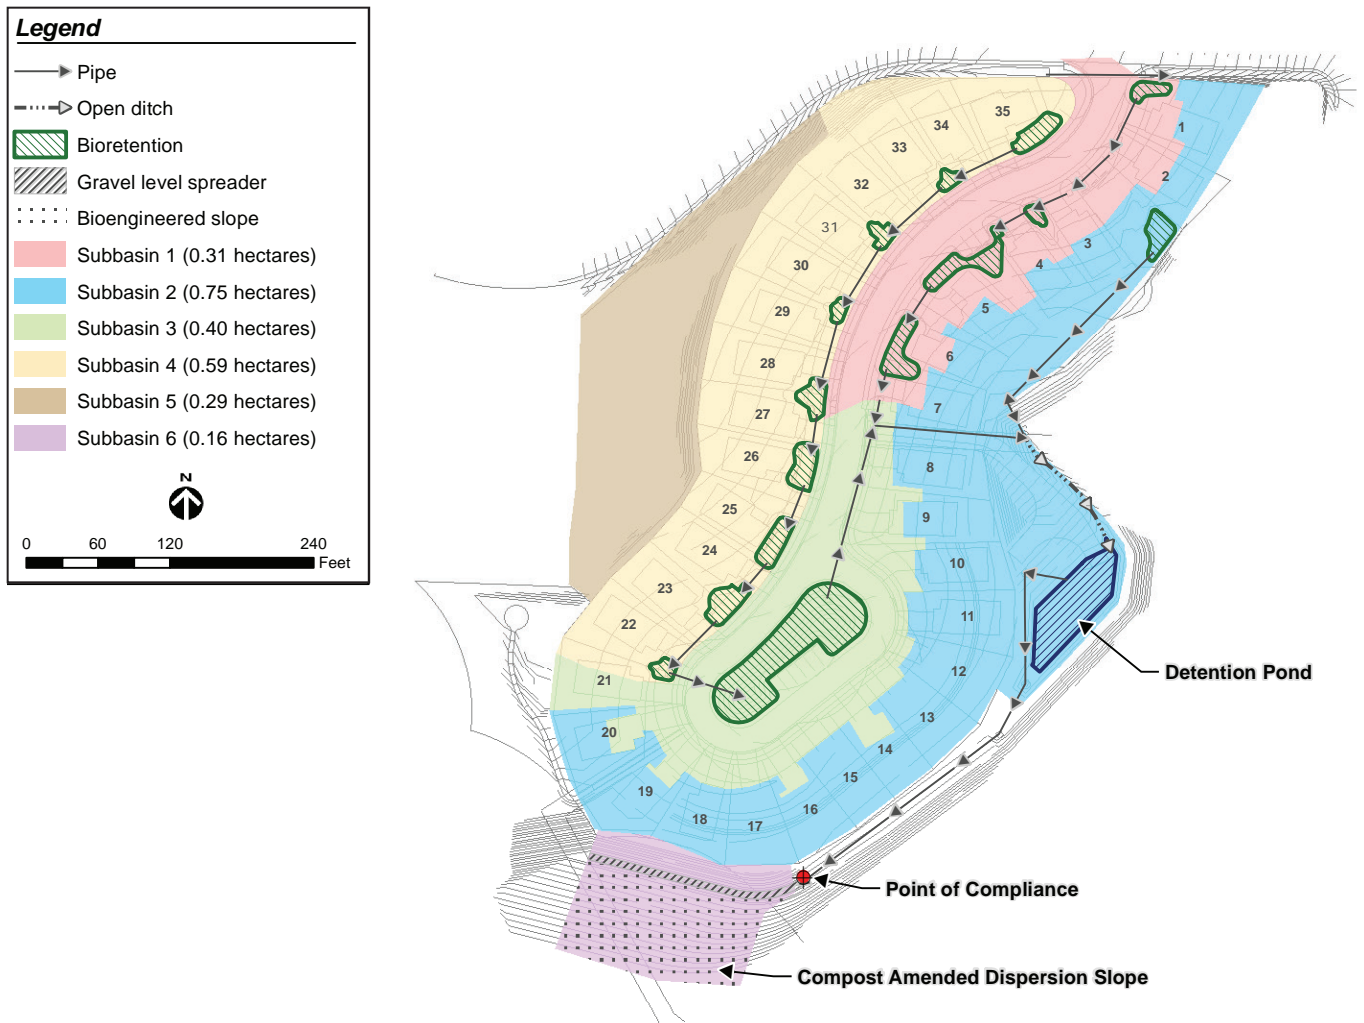 Legend
Pipe
Open ditch
Bioretention
Gravel level spreader
Bioengineered slope
Subbasin 1 (0.31 hectares)
Subbasin 2 (0.75 hectares)
Subbasin 3 (0.40 hectares)
Subbasin 4 (0.59 hectares)
Subbasin 5 (0.29 hectares)
Subbasin 6 (0.16 hectares)
N
0 60 120 240
Feet
35
34
33
32
31
30
29
28
27
26
25
24
23
22
21
20
19
18
17
16
15
14
13
12
11
10
9
8
7
6
5
4
3
2
1
Detention Pond
Point of Compliance
Compost Amended Dispersion Slope